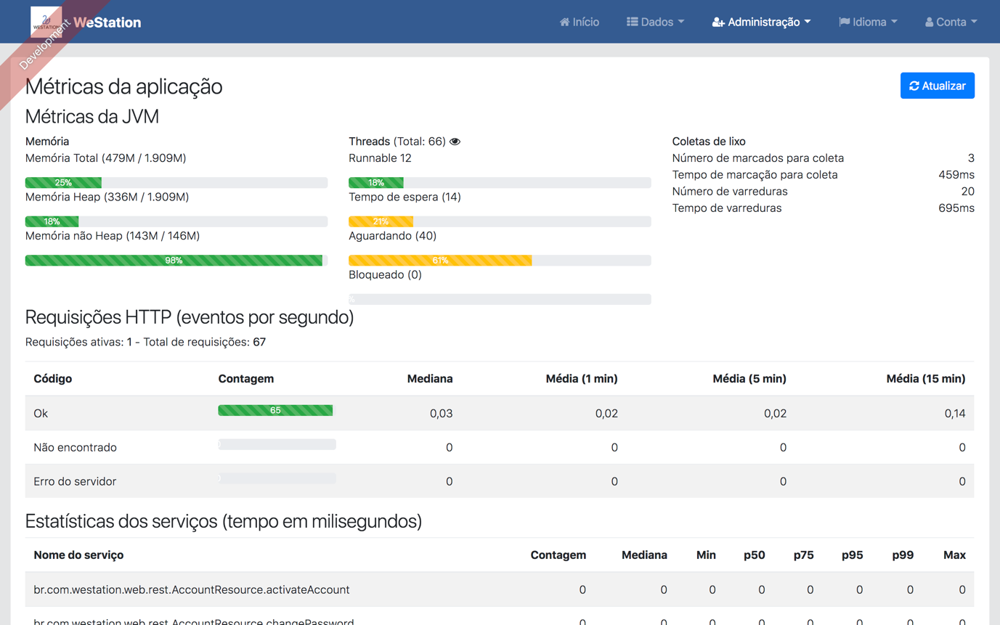 WESTATION
WeStation
Início
Dados
Administração
Idioma
Conta
Development
Métricas da aplicação
Atualizar
Métricas da JVM
Memória
Memória Total (479M / 1.909M)
25%
Memória Heap (336M / 1.909M)
18%
Memória não Heap (143M / 146M)
98%
Threads (Total: 66)
Runnable 12
18%
Tempo de espera (14)
21%
Aguardando (40)
61%
Bloqueado (0)
%
Coletas de lixo
Número de marcados para coleta 3
Tempo de marcação para coleta 459ms
Número de varreduras 20
Tempo de varreduras 695ms
Requisições HTTP (eventos por segundo)
Requisições ativas: 1 - Total de requisições: 67
Código Contagem Mediana Média (1 min) Média (5 min) Média (15 min)
Ok 65 0,03 0,02 0,02 0,14
Não encontrado 0 0 0 0
Erro do servidor 0 0 0 0
Estatísticas dos serviços (tempo em milisegundos)
Nome do serviço Contagem Mediana Min p50 p75 p95 p99 Max
br.com.westation.web.rest.AccountResource.activateAccount 0 0 0 0 0 0 0 0
br.com.westation.web.rest.AccountResource.changePassword 0 0 0 0 0 0 0 0